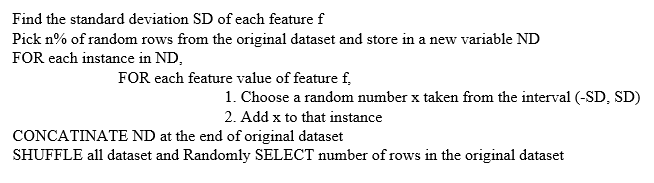 Find the standard deviation SD of each feature f
Pick n% of random rows from the original dataset and store in a new variable ND
FOR each instance in ND,
FOR each feature value of feature f,
1. Choose a random number x taken from the interval (-SD, SD)
2. Add x to that instance
CONCATINATE ND at the end of original dataset
SHUFFLE all dataset and Randomly SELECT number of rows in the original dataset